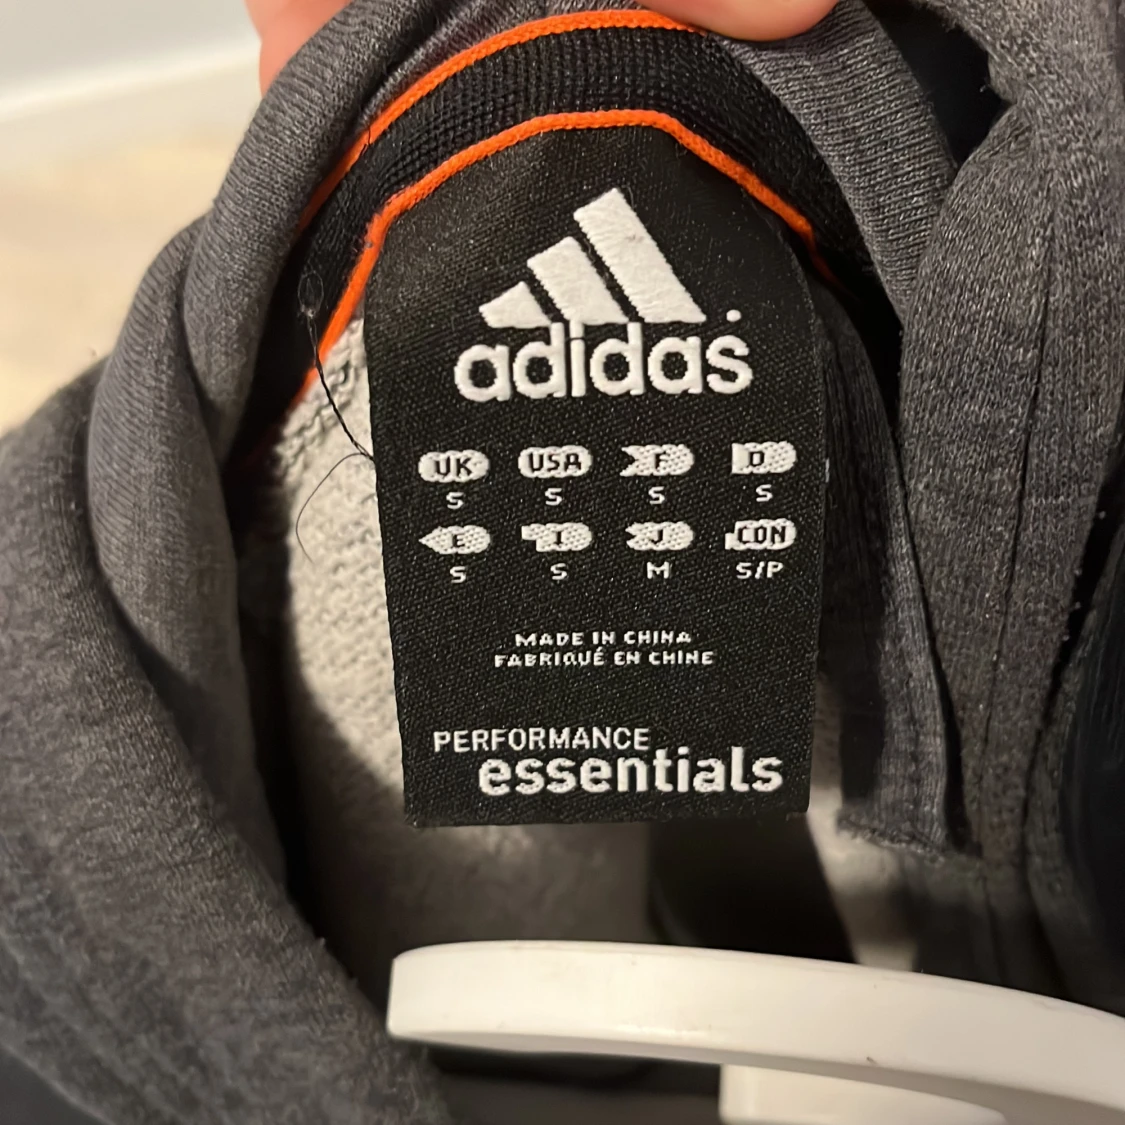 adidas
UK USA F D
S S S S
E I J CDN
S S M S/P
MADE IN CHINA
FABRIQUÉ EN CHINE
PERFORMANCE
essentials